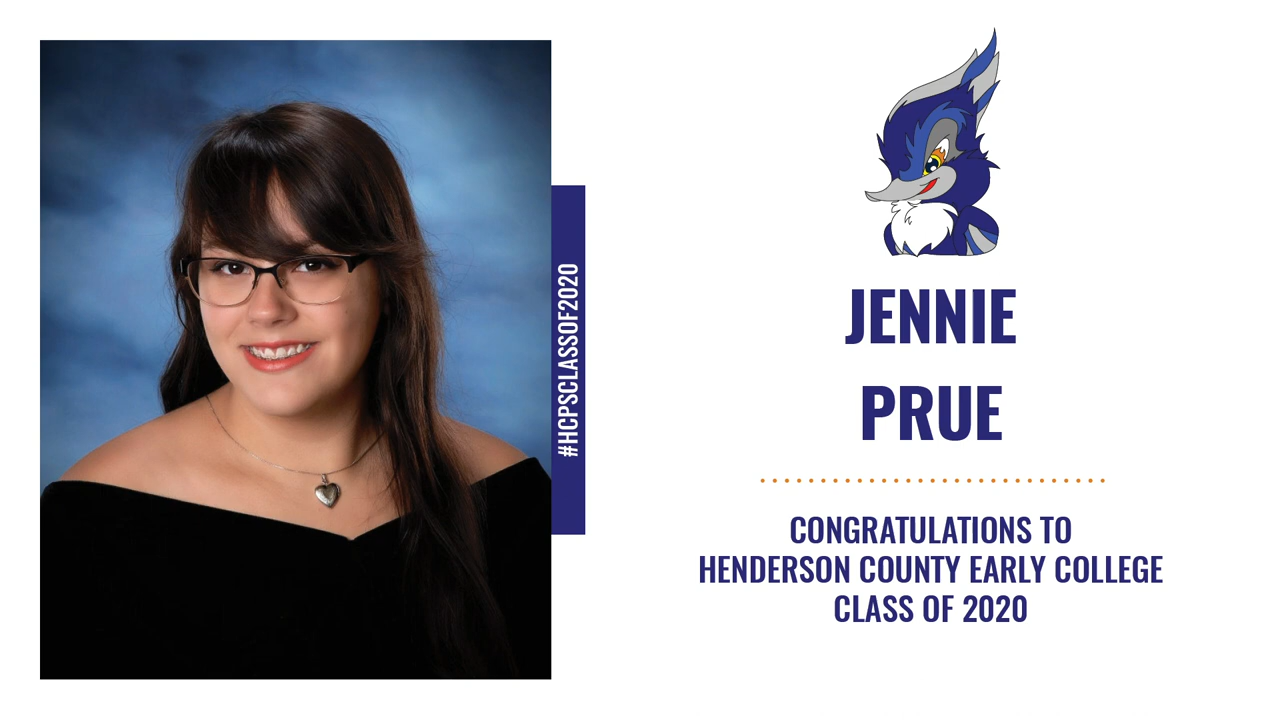 #HCPSCLASSOF2020
JENNIE
PRUE
CONGRATULATIONS TO
HENDERSON COUNTY EARLY COLLEGE
CLASS OF 2020